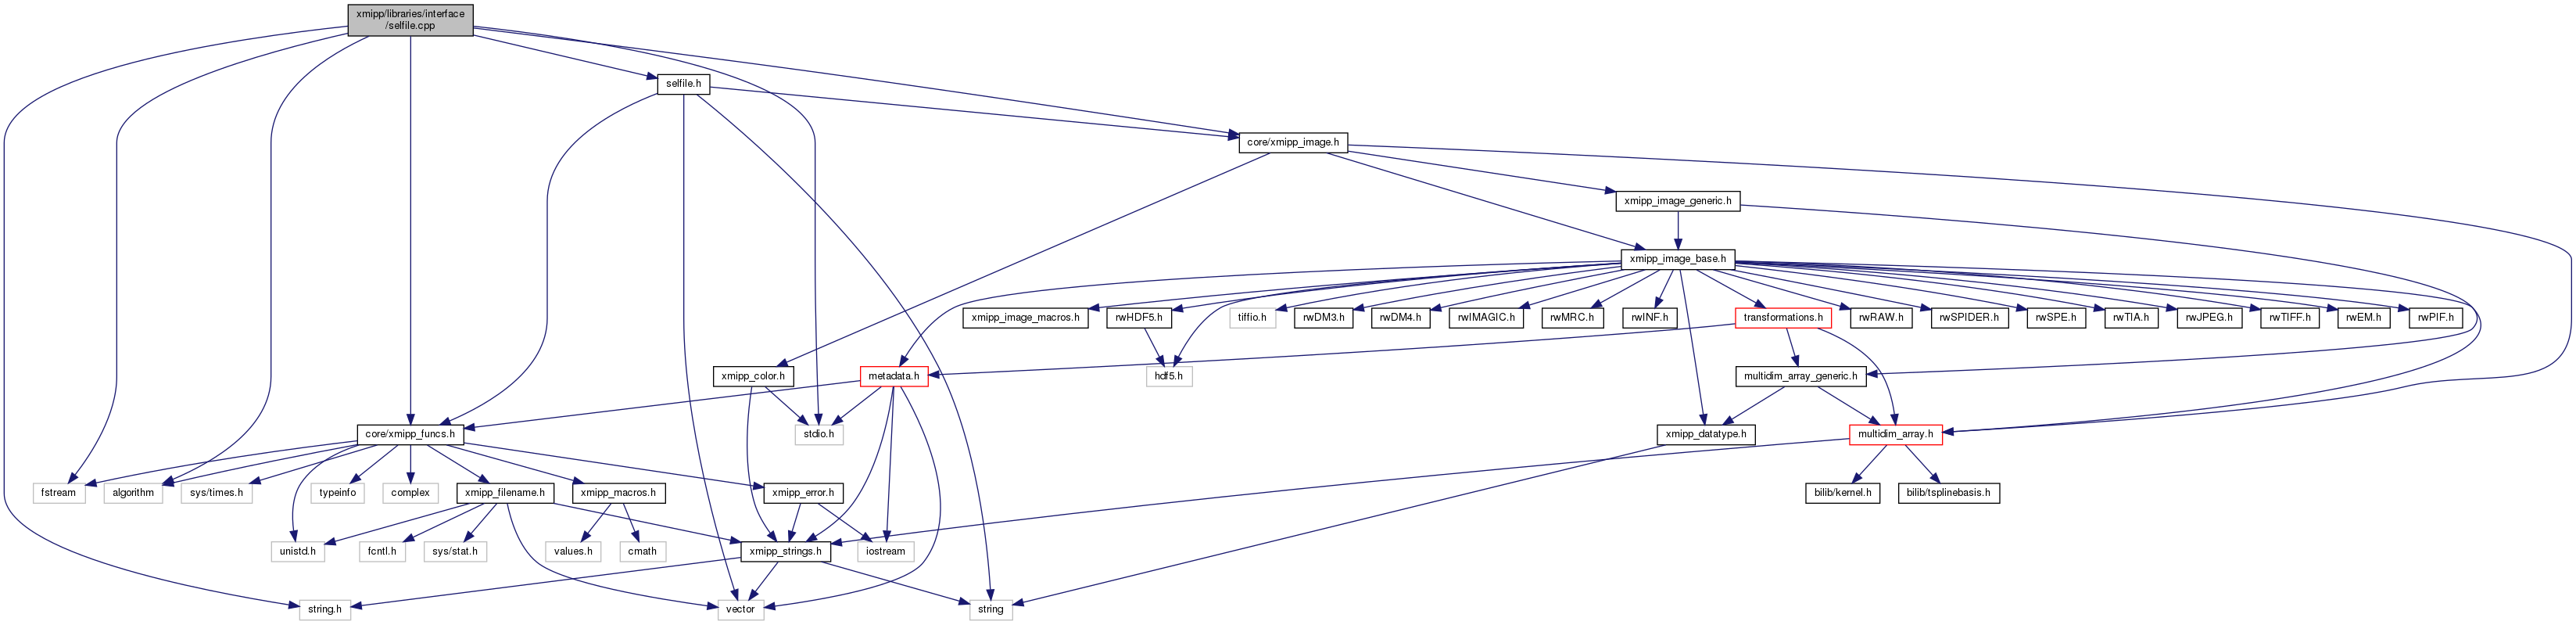 xmipp/libraries/interface
/selfile.cpp
selfile.h
core/xmipp_image.h
xmipp_image_generic.h
xmipp_image_base.h
xmipp_image_macros.h
rwHDF5.h
tiffio.h
rwDM3.h
rwDM4.h
rwIMAGIC.h
rwMRC.h
rwINF.h
transformations.h
rwRAW.h
rwSPIDER.h
rwSPE.h
rwTIA.h
rwJPEG.h
rwTIFF.h
rwEM.h
rwPIF.h
xmipp_color.h
metadata.h
hdf5.h
multidim_array_generic.h
core/xmipp_funcs.h
stdio.h
xmipp_datatype.h
multidim_array.h
fstream
algorithm
sys/times.h
typeinfo
complex
xmipp_filename.h
xmipp_macros.h
xmipp_error.h
bilib/kernel.h
bilib/tsplinebasis.h
unistd.h
fcntl.h
sys/stat.h
values.h
cmath
xmipp_strings.h
iostream
string.h
vector
string